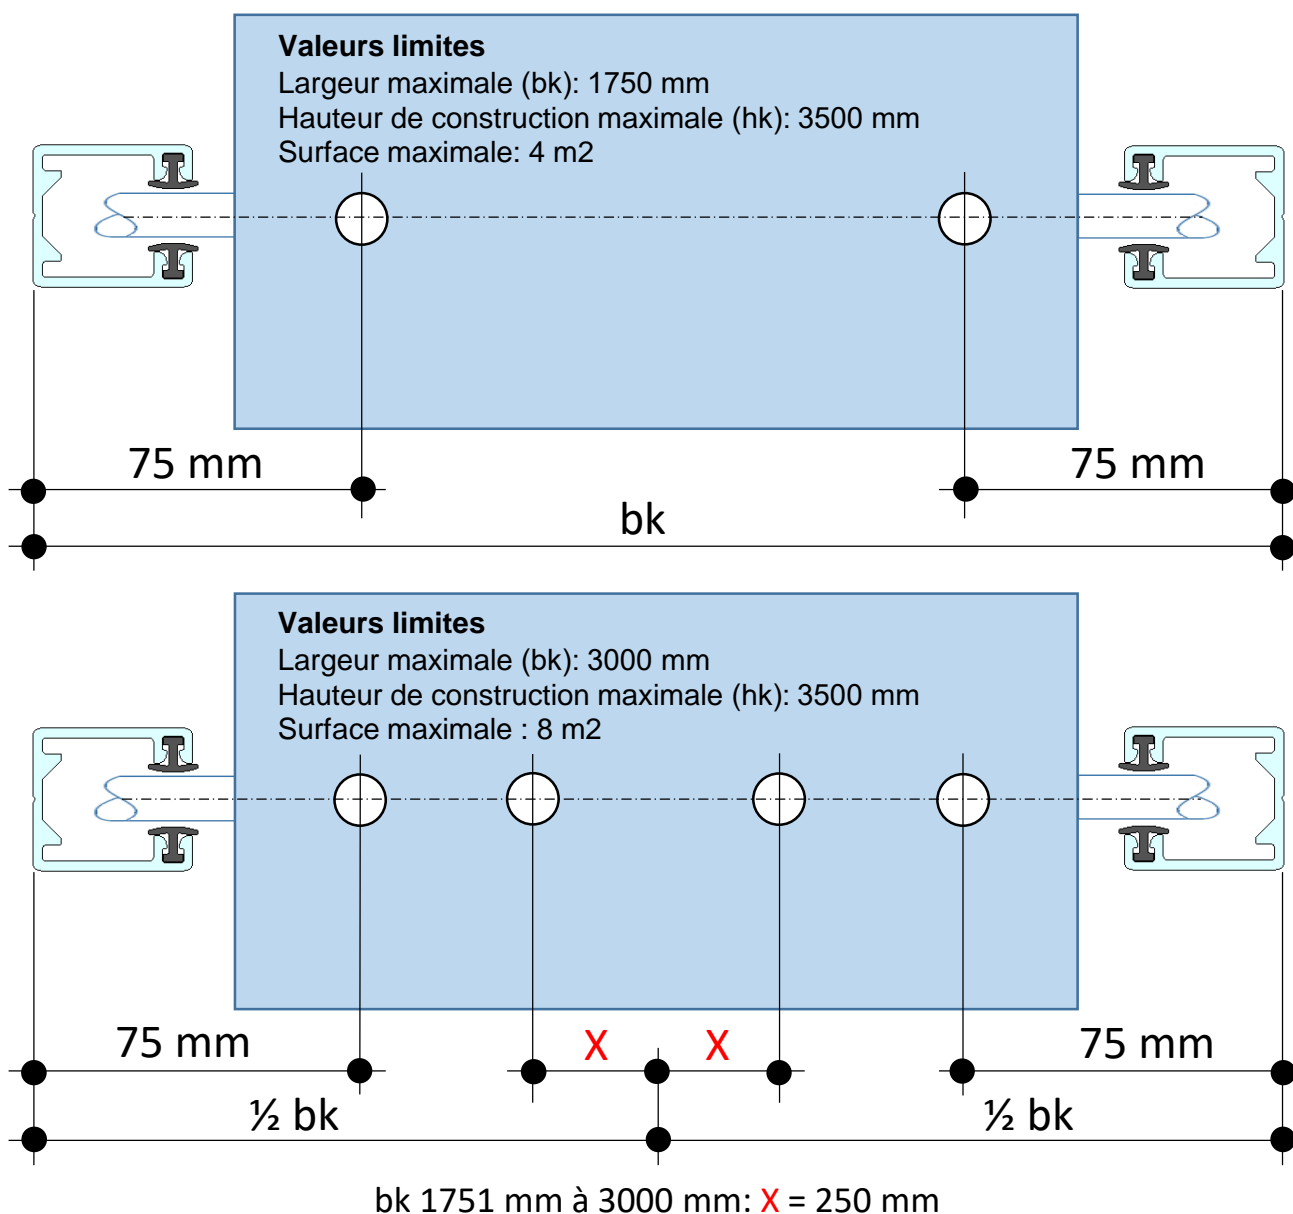 Valeurs limites
Largeur maximale (bk): 1750 mm
Hauteur de construction maximale (hk): 3500 mm
Surface maximale: 4 m2
75 mm
75 mm
bk
Valeurs limites
Largeur maximale (bk): 3000 mm
Hauteur de construction maximale (hk): 3500 mm
Surface maximale : 8 m2
75 mm
X
X
75 mm
½ bk
½ bk
bk 1751 mm à 3000 mm: X = 250 mm